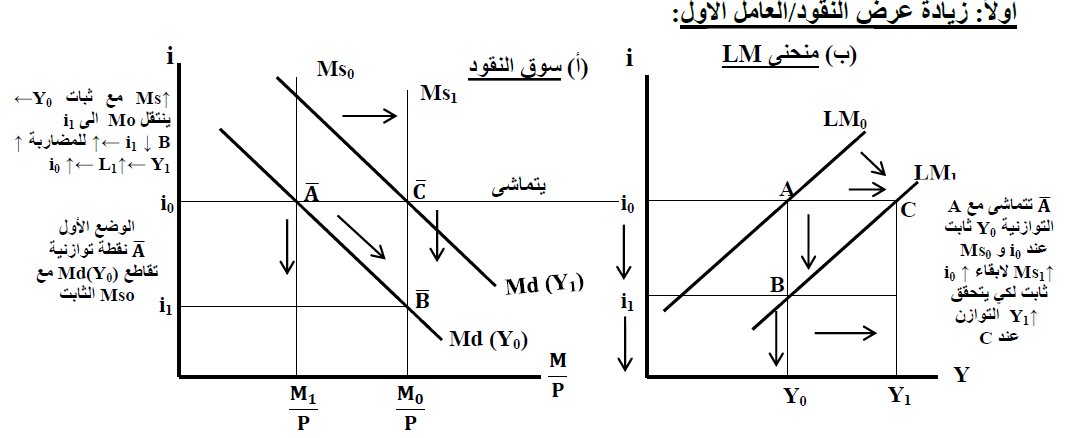 اولا: زيادة عرض النقود/العامل الاول:
(ب) منحنى LM
(أ) سوق النقود
i
Ms₀
Ms₁
Ms↑ مع ثبات Y₀←
ينتقل Mo الى i₁
i₁ ↓ B ←↑ للمضاربة ↑
i₀ ↑← L₁↑← Y₁
A̅
C̅
يتماشى
i₀
الوضع الأول
A̅ نقطة توازنية
تقاطع Md(Y₀) مع
Mso الثابت
i₁
B̅
Md (Y₁)
Md (Y₀)
M/P
M₁/P
M₀/P
i
LM₀
LM₁
A
C
i₀
A̅ تتماشى مع A
التوازنية Y₀ ثابت
عند i₀ و Ms₀
Ms₁↑ لابقاء i₀ ↑
ثابت لكي يتحقق
Y₁↑ التوازن
عند C
i₁
B
Y
Y₀
Y₁